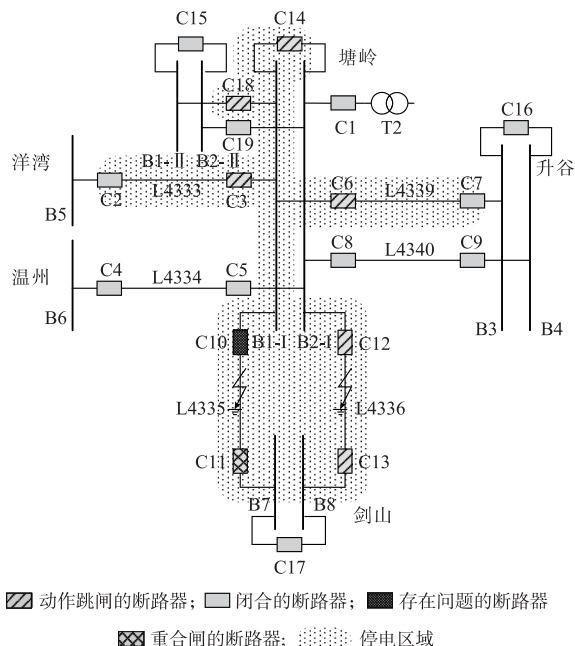 C15
C14
塘岭
C18
C1
T2
C16
C19
升谷
洋湾
B1-Ⅱ
B2-Ⅱ
C2
L4333
C3
C6
L4339
C7
B5
温州
C4
L4334
C5
C8
L4340
C9
B6
C10
B1-Ⅰ
B2-Ⅰ
C12
B3
B4
L4335
L4336
C11
C13
B7
B8
剑山
C17
动作跳闸的断路器； 闭合的断路器； 存在问题的断路器
重合闸的断路器； 停电区域